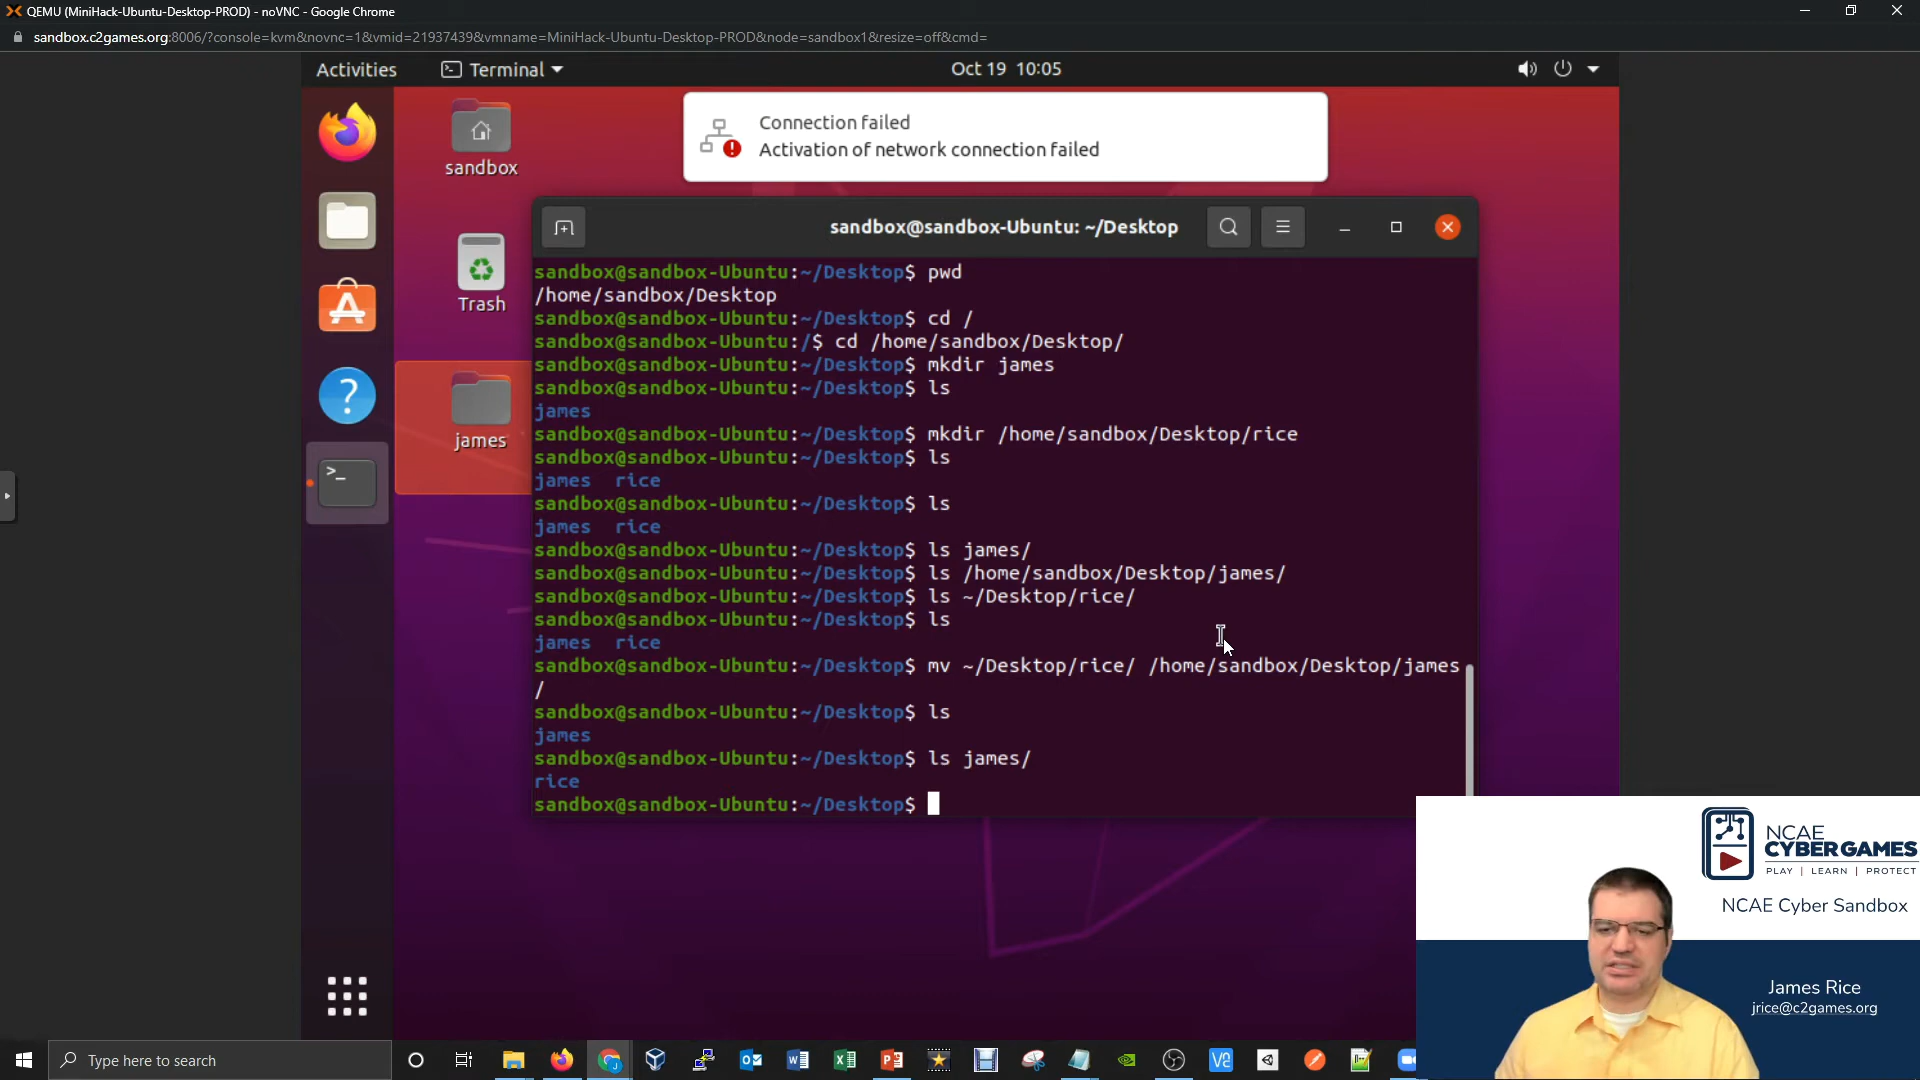 QEMU (MiniHack-Ubuntu-Desktop-PROD) - noVNC - Google Chrome
sandbox.c2games.org:8006/?console=kvm&novnc=1&vmid=21937439&vmname=MiniHack-Ubuntu-Desktop-PROD&node=sandbox1&resize=off&cmd=
Activities
Terminal
Oct 19 10:05
sandbox
Trash
james
Connection failed
Activation of network connection failed
sandbox@sandbox-Ubuntu: ~/Desktop
sandbox@sandbox-Ubuntu:~/Desktop$ pwd
/home/sandbox/Desktop
sandbox@sandbox-Ubuntu:~/Desktop$ cd /
sandbox@sandbox-Ubuntu:/$ cd /home/sandbox/Desktop/
sandbox@sandbox-Ubuntu:~/Desktop$ mkdir james
sandbox@sandbox-Ubuntu:~/Desktop$ ls
james
sandbox@sandbox-Ubuntu:~/Desktop$ mkdir /home/sandbox/Desktop/rice
sandbox@sandbox-Ubuntu:~/Desktop$ ls
james rice
sandbox@sandbox-Ubuntu:~/Desktop$ ls
james rice
sandbox@sandbox-Ubuntu:~/Desktop$ ls james/
sandbox@sandbox-Ubuntu:~/Desktop$ ls /home/sandbox/Desktop/james/
sandbox@sandbox-Ubuntu:~/Desktop$ ls ~/Desktop/rice/
sandbox@sandbox-Ubuntu:~/Desktop$ ls
james rice
sandbox@sandbox-Ubuntu:~/Desktop$ mv ~/Desktop/rice/ /home/sandbox/Desktop/james
/
sandbox@sandbox-Ubuntu:~/Desktop$ ls
james
sandbox@sandbox-Ubuntu:~/Desktop$ ls james/
rice
sandbox@sandbox-Ubuntu:~/Desktop$
NCAE
CYBERGAMES
PLAY | LEARN | PROTECT
NCAE Cyber Sandbox
James Rice
jrice@c2games.org
Type here to search